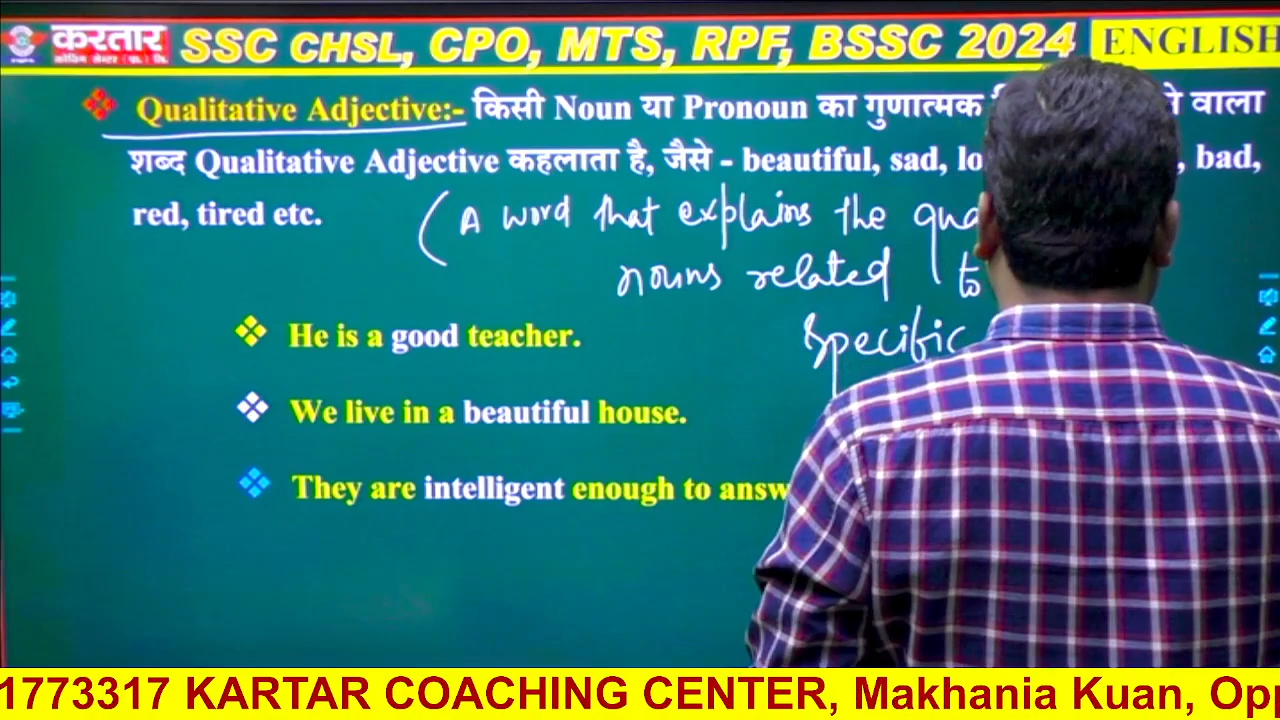 करतार
SSC CHSL, CPO, MTS, RPF, BSSC 2024
ENGLISH
Qualitative Adjective:- किसी Noun या Pronoun का गुणात्मक वाला
शब्द Qualitative Adjective कहलाता है, जैसे - beautiful, sad, bad,
red, tired etc.
(A word that explains the
nouns related to
specific
He is a good teacher.
We live in a beautiful house.
They are intelligent enough to
1773317 KARTAR COACHING CENTER, Makhania Kuan,